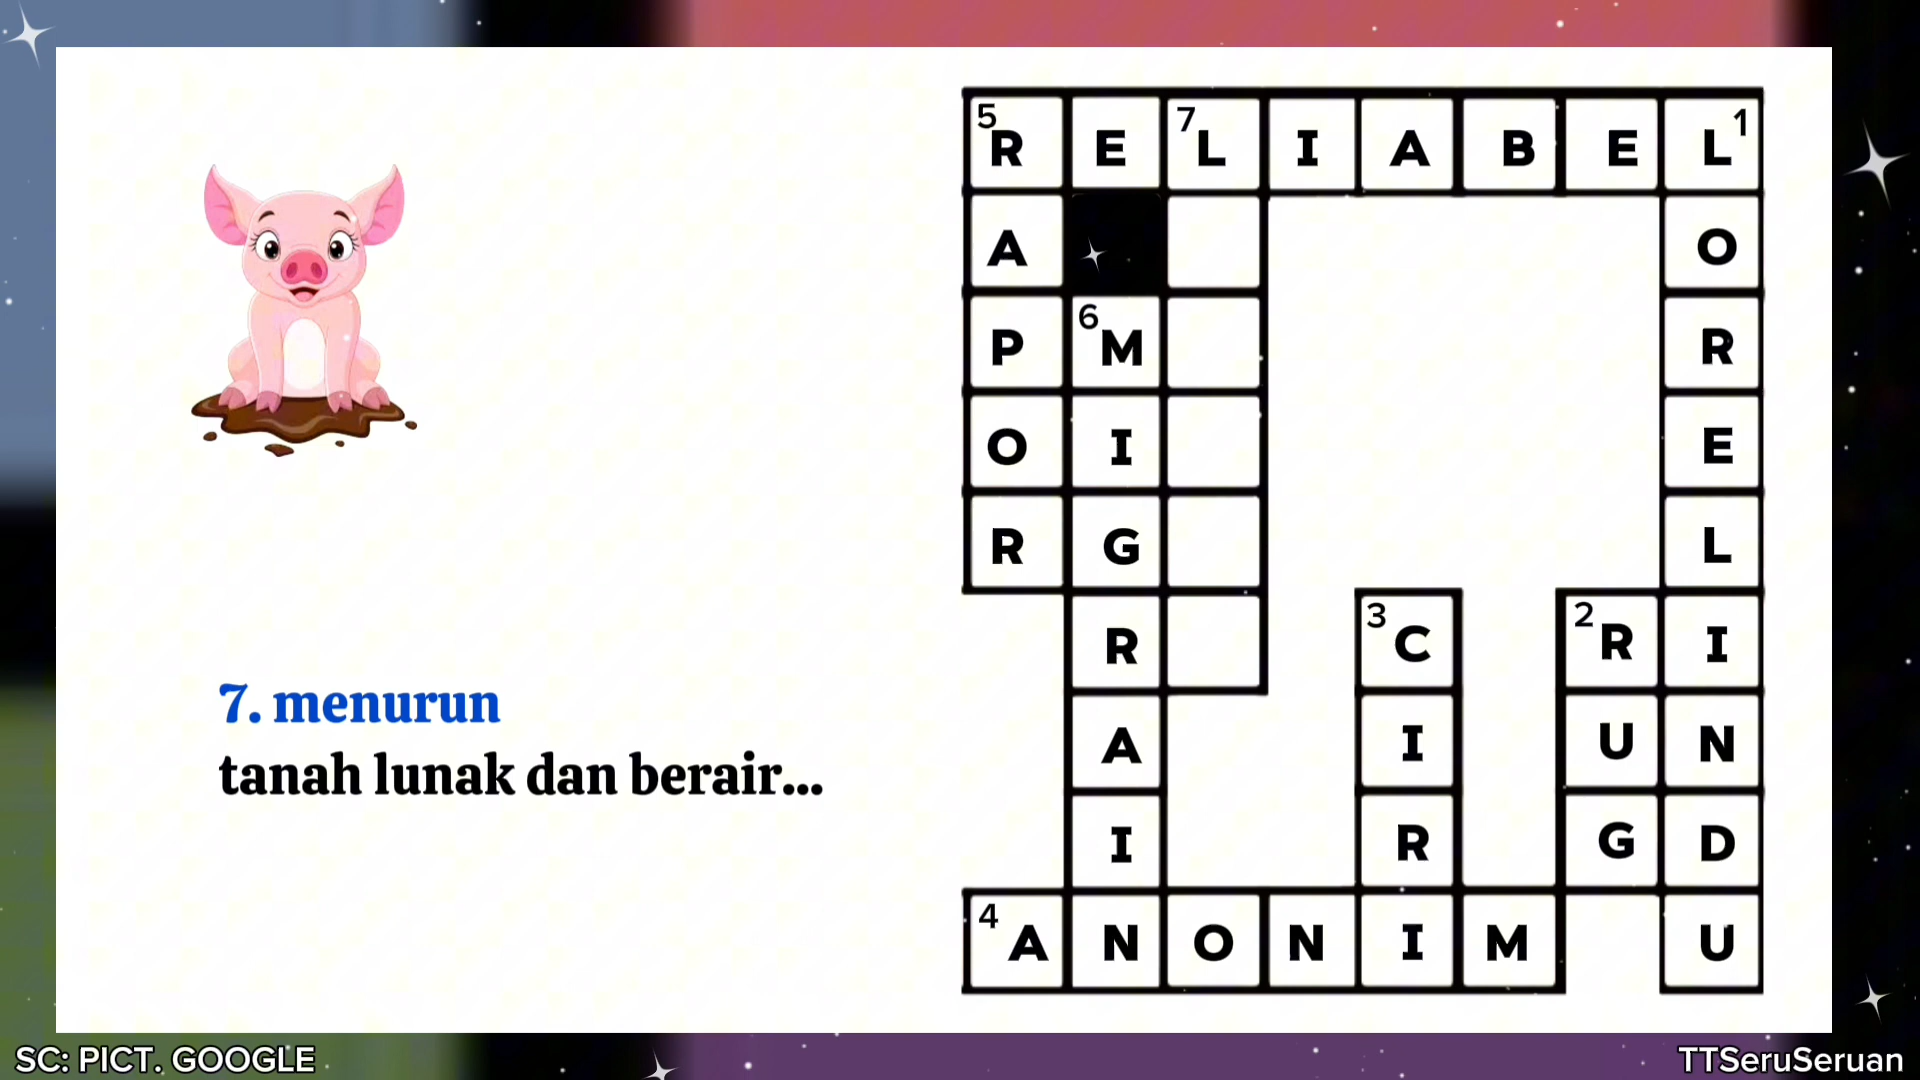 5 R E 7 L I A B E L 1
A O
P 6 M R
O I E
R G L
R 3 C 2 R I
A I U N
I R G D
4 A N O N I M U
7. menurun
tanah lunak dan berair...
SC: PICT. GOOGLE
TTSeruSeruan